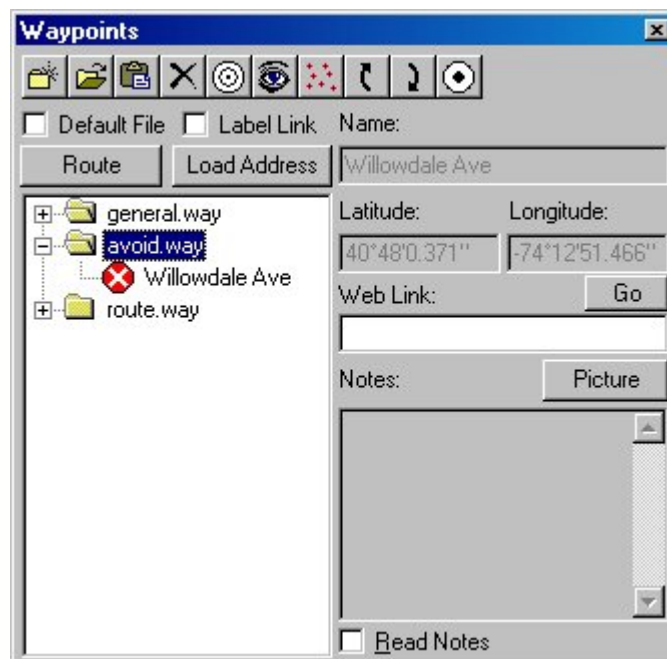 Waypoints
Default File
Label Link
Name:
Route
Load Address
Willowdale Ave
general.way
avoid.way
Willowdale Ave
route.way
Latitude:
Longitude:
40°48'0.371"
-74°12'51.466"
Web Link:
Go
Notes:
Picture
Read Notes